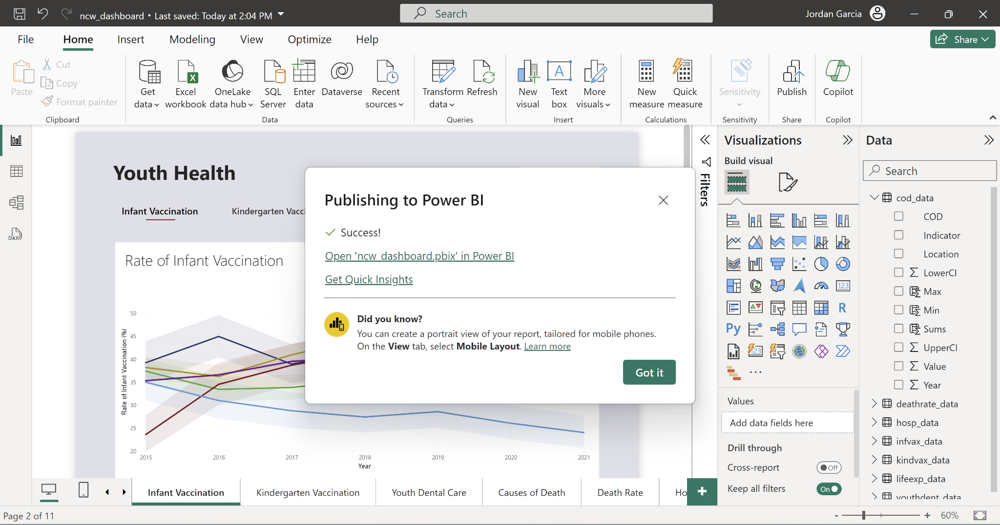 ncw_dashboard • Last saved: Today at 2:04 PM
Search
Jordan Garcia
File
Home
Insert
Modeling
View
Optimize
Help
Share
Paste
Cut
Copy
Format painter
Clipboard
Get data
Excel workbook
OneLake data hub
SQL Server
Enter data
Dataverse
Recent sources
Data
Transform data
Refresh
Queries
New visual
A
Text box
More visuals
Insert
New measure
Quick measure
Calculations
Sensitivity
Sensitivity
Publish
Share
Copilot
Copilot
DAX
Youth Health
Infant Vaccination
Kindergarten Vacci
Rate of Infant Vaccination
Rate of Infant Vaccination (%)
50
45
40
35
30
25
20
2015
2016
2017
2018
2019
2020
2021
Year
Publishing to Power BI
Success!
Open 'ncw_dashboard.pbix' in Power BI
Get Quick Insights
Did you know?
You can create a portrait view of your report, tailored for mobile phones.
On the View tab, select Mobile Layout. Learn more
Got it
Filters
Visualizations
Build visual
123
R
Py
123
...
Values
Add data fields here
Drill through
Cross-report
Off
Keep all filters
On
Data
Search
cod_data
COD
Indicator
Location
LowerCI
Max
Min
Sums
UpperCI
Value
Year
deathrate_data
hosp_data
infvax_data
kindvax_data
lifeexp_data
youthdent_data
Infant Vaccination
Kindergarten Vaccination
Youth Dental Care
Causes of Death
Death Rate
Ho
+
Page 2 of 11
-
+
60%